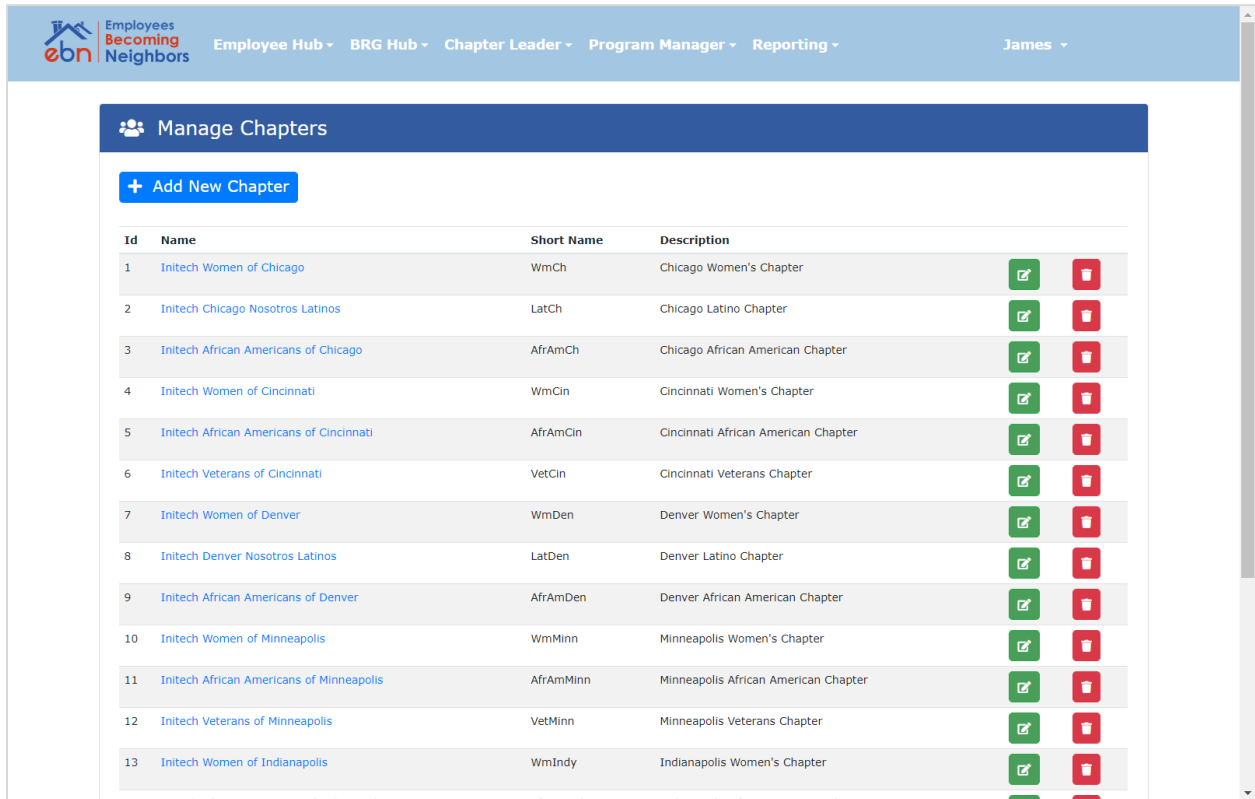 Employees
Becoming
ebn Neighbors
Employee Hub BRG Hub Chapter Leader Program Manager Reporting James
Manage Chapters
+ Add New Chapter
Id Name Short Name Description
1 Initech Women of Chicago WmCh Chicago Women's Chapter
2 Initech Chicago Nosotros Latinos LatCh Chicago Latino Chapter
3 Initech African Americans of Chicago AfrAmCh Chicago African American Chapter
4 Initech Women of Cincinnati WmCin Cincinnati Women's Chapter
5 Initech African Americans of Cincinnati AfrAmCin Cincinnati African American Chapter
6 Initech Veterans of Cincinnati VetCin Cincinnati Veterans Chapter
7 Initech Women of Denver WmDen Denver Women's Chapter
8 Initech Denver Nosotros Latinos LatDen Denver Latino Chapter
9 Initech African Americans of Denver AfrAmDen Denver African American Chapter
10 Initech Women of Minneapolis WmMinn Minneapolis Women's Chapter
11 Initech African Americans of Minneapolis AfrAmMinn Minneapolis African American Chapter
12 Initech Veterans of Minneapolis VetMinn Minneapolis Veterans Chapter
13 Initech Women of Indianapolis WmIndy Indianapolis Women's Chapter